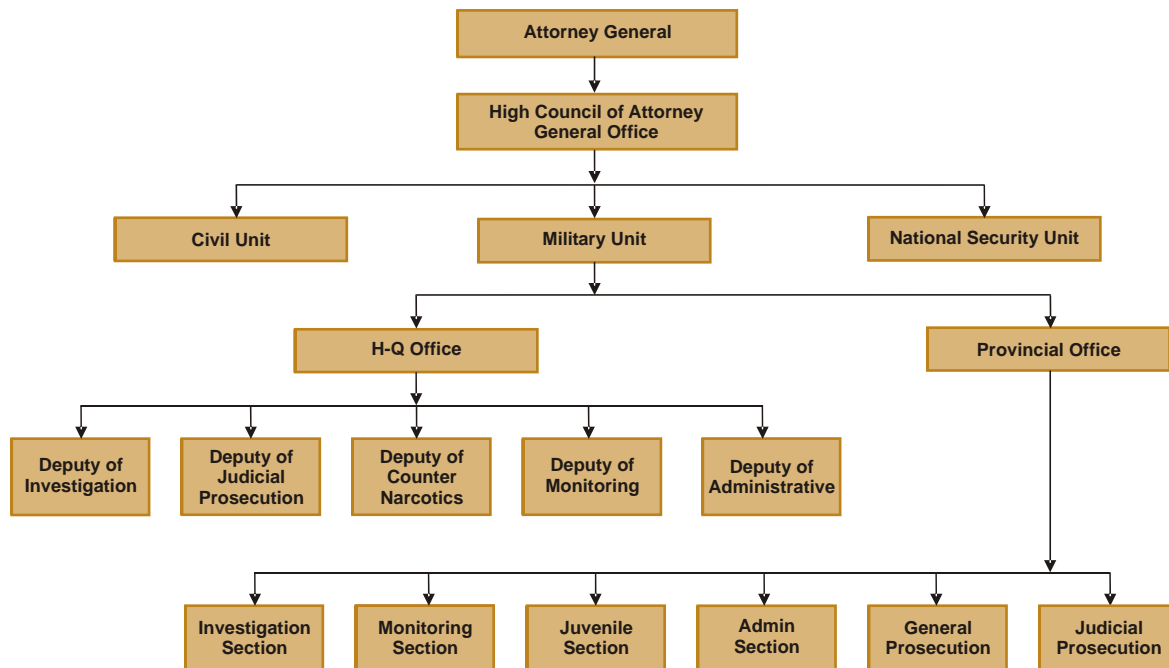 Attorney General
High Council of Attorney
General Office
Civil Unit
Military Unit
National Security Unit
H-Q Office
Provincial Office
Deputy of
Investigation
Deputy of
Judicial
Prosecution
Deputy of
Counter
Narcotics
Deputy of
Monitoring
Deputy of
Administrative
Investigation
Section
Monitoring
Section
Juvenile
Section
Admin
Section
General
Prosecution
Judicial
Prosecution